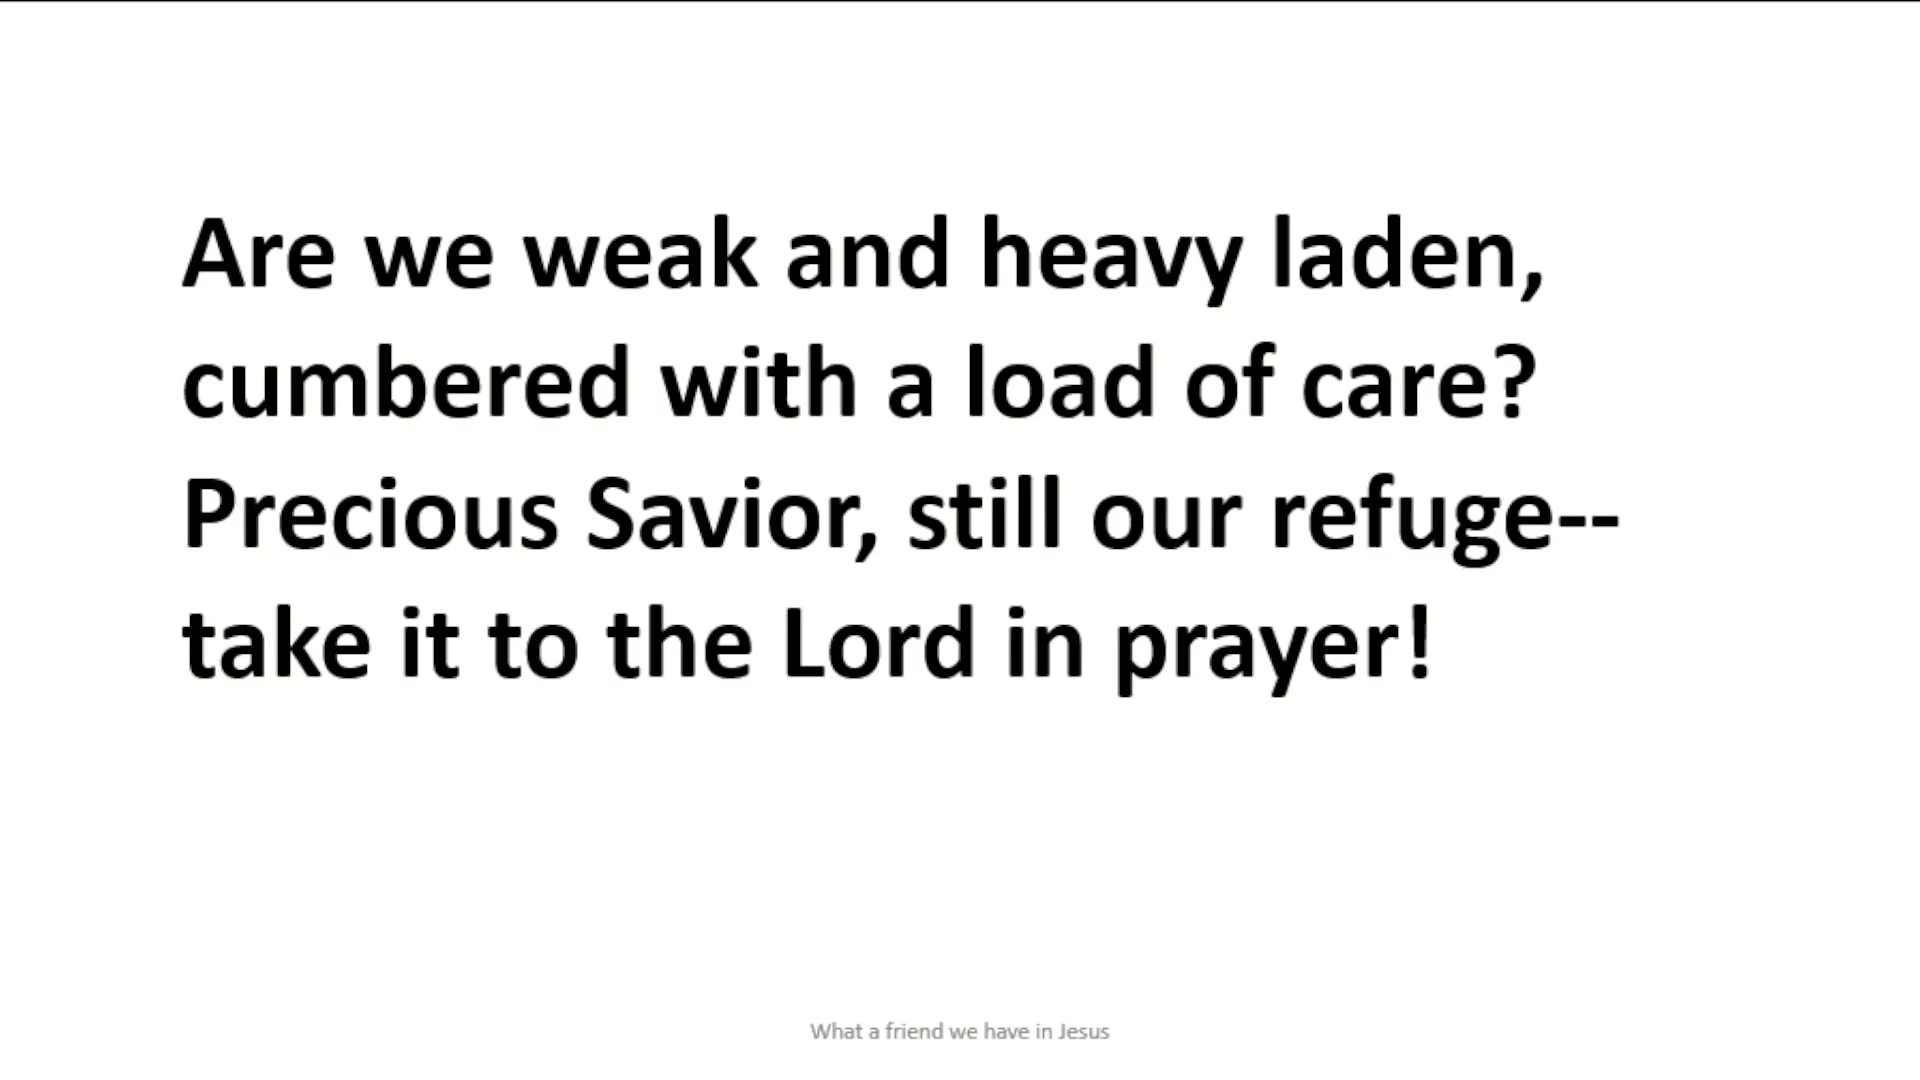 Are we weak and heavy laden,
cumbered with a load of care?
Precious Savior, still our refuge--
take it to the Lord in prayer!
What a friend we have in Jesus